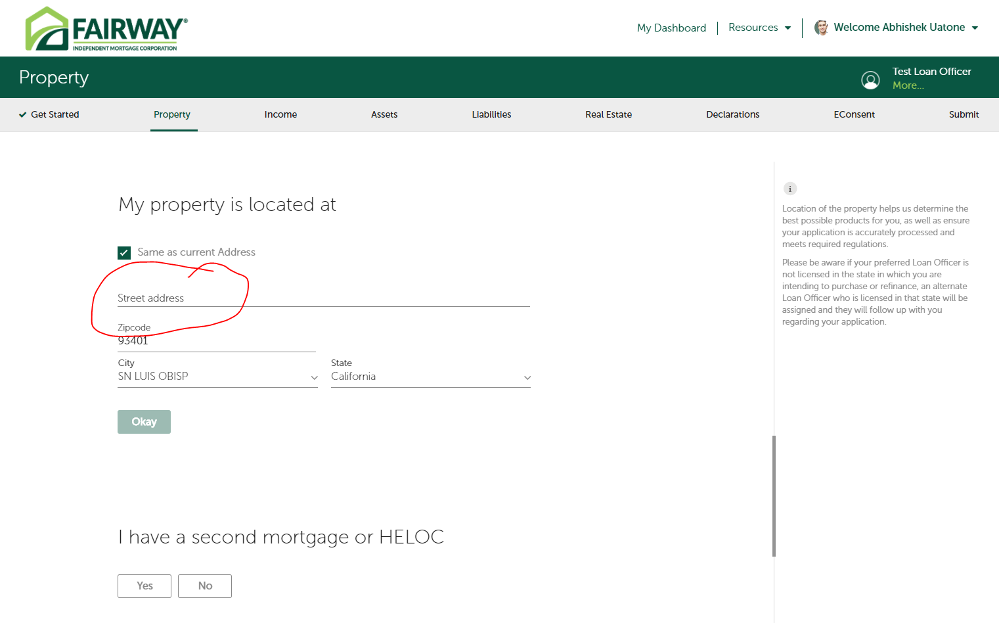 FAIRWAY®
INDEPENDENT MORTGAGE CORPORATION
My Dashboard
Resources
Welcome Abhishek Uatone
Property
Test Loan Officer
More...
Get Started
Property
Income
Assets
Liabilities
Real Estate
Declarations
EConsent
Submit
My property is located at
Same as current Address
Street address
Zipcode
93401
City
SN LUIS OBISP
State
California
Okay
I have a second mortgage or HELOC
Yes
No
i
Location of the property helps us determine the
best possible products for you, as well as ensure
your application is accurately processed and
meets required regulations.
Please be aware if your preferred Loan Officer is
not licensed in the state in which you are
intending to purchase or refinance, an alternate
Loan Officer who is licensed in that state will be
assigned and they will follow up with you
regarding your application.